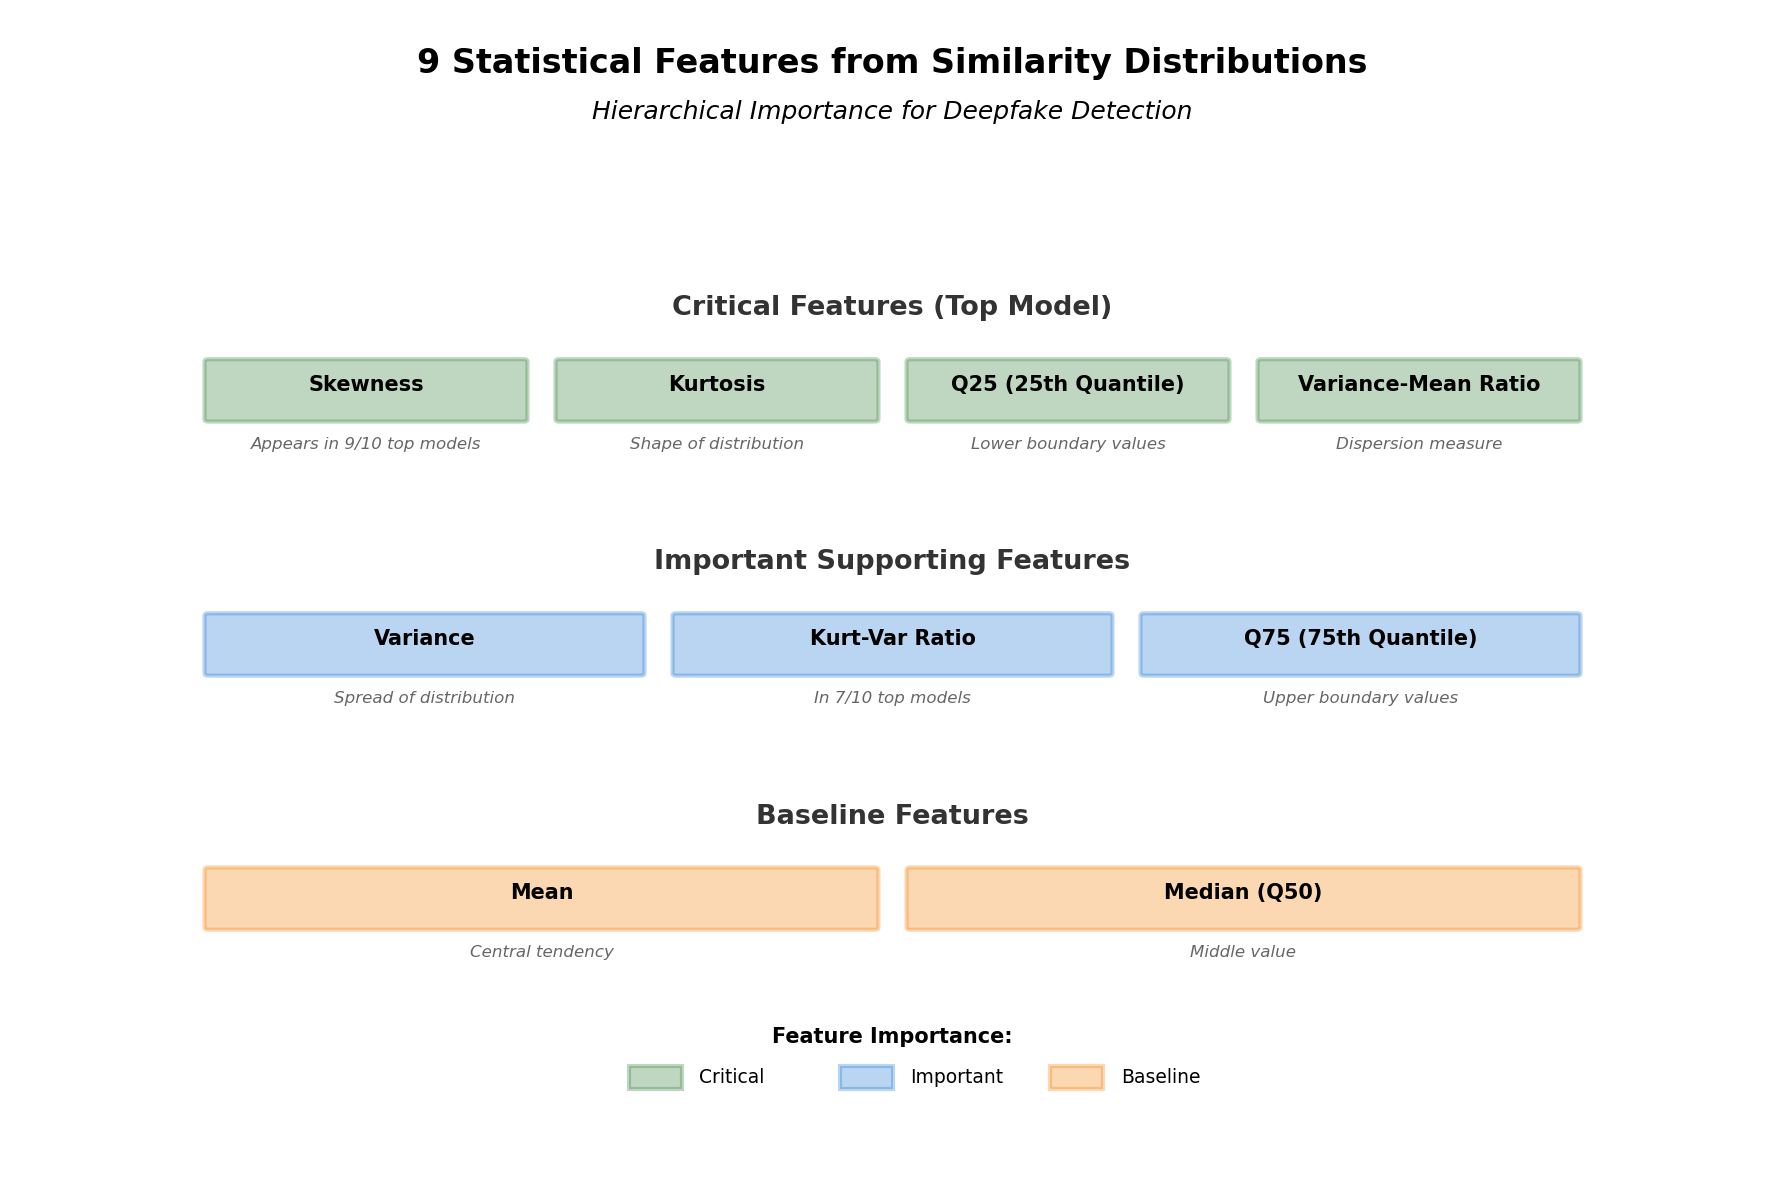 9 Statistical Features from Similarity Distributions
Hierarchical Importance for Deepfake Detection
Critical Features (Top Model)
Skewness
Kurtosis
Q25 (25th Quantile)
Variance-Mean Ratio
Appears in 9/10 top models
Shape of distribution
Lower boundary values
Dispersion measure
Important Supporting Features
Variance
Kurt-Var Ratio
Q75 (75th Quantile)
Spread of distribution
In 7/10 top models
Upper boundary values
Baseline Features
Mean
Median (Q50)
Central tendency
Middle value
Feature Importance:
Critical
Important
Baseline